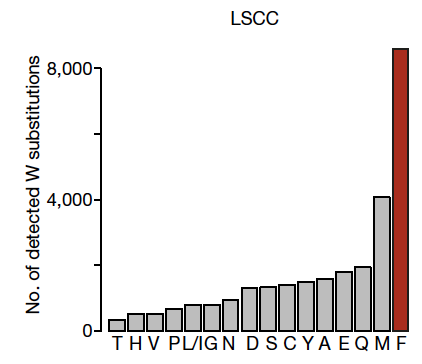 LSCC
No. of detected W substitutions
8,000
4,000
0
T H V P L/I G N D S C Y A E Q M F